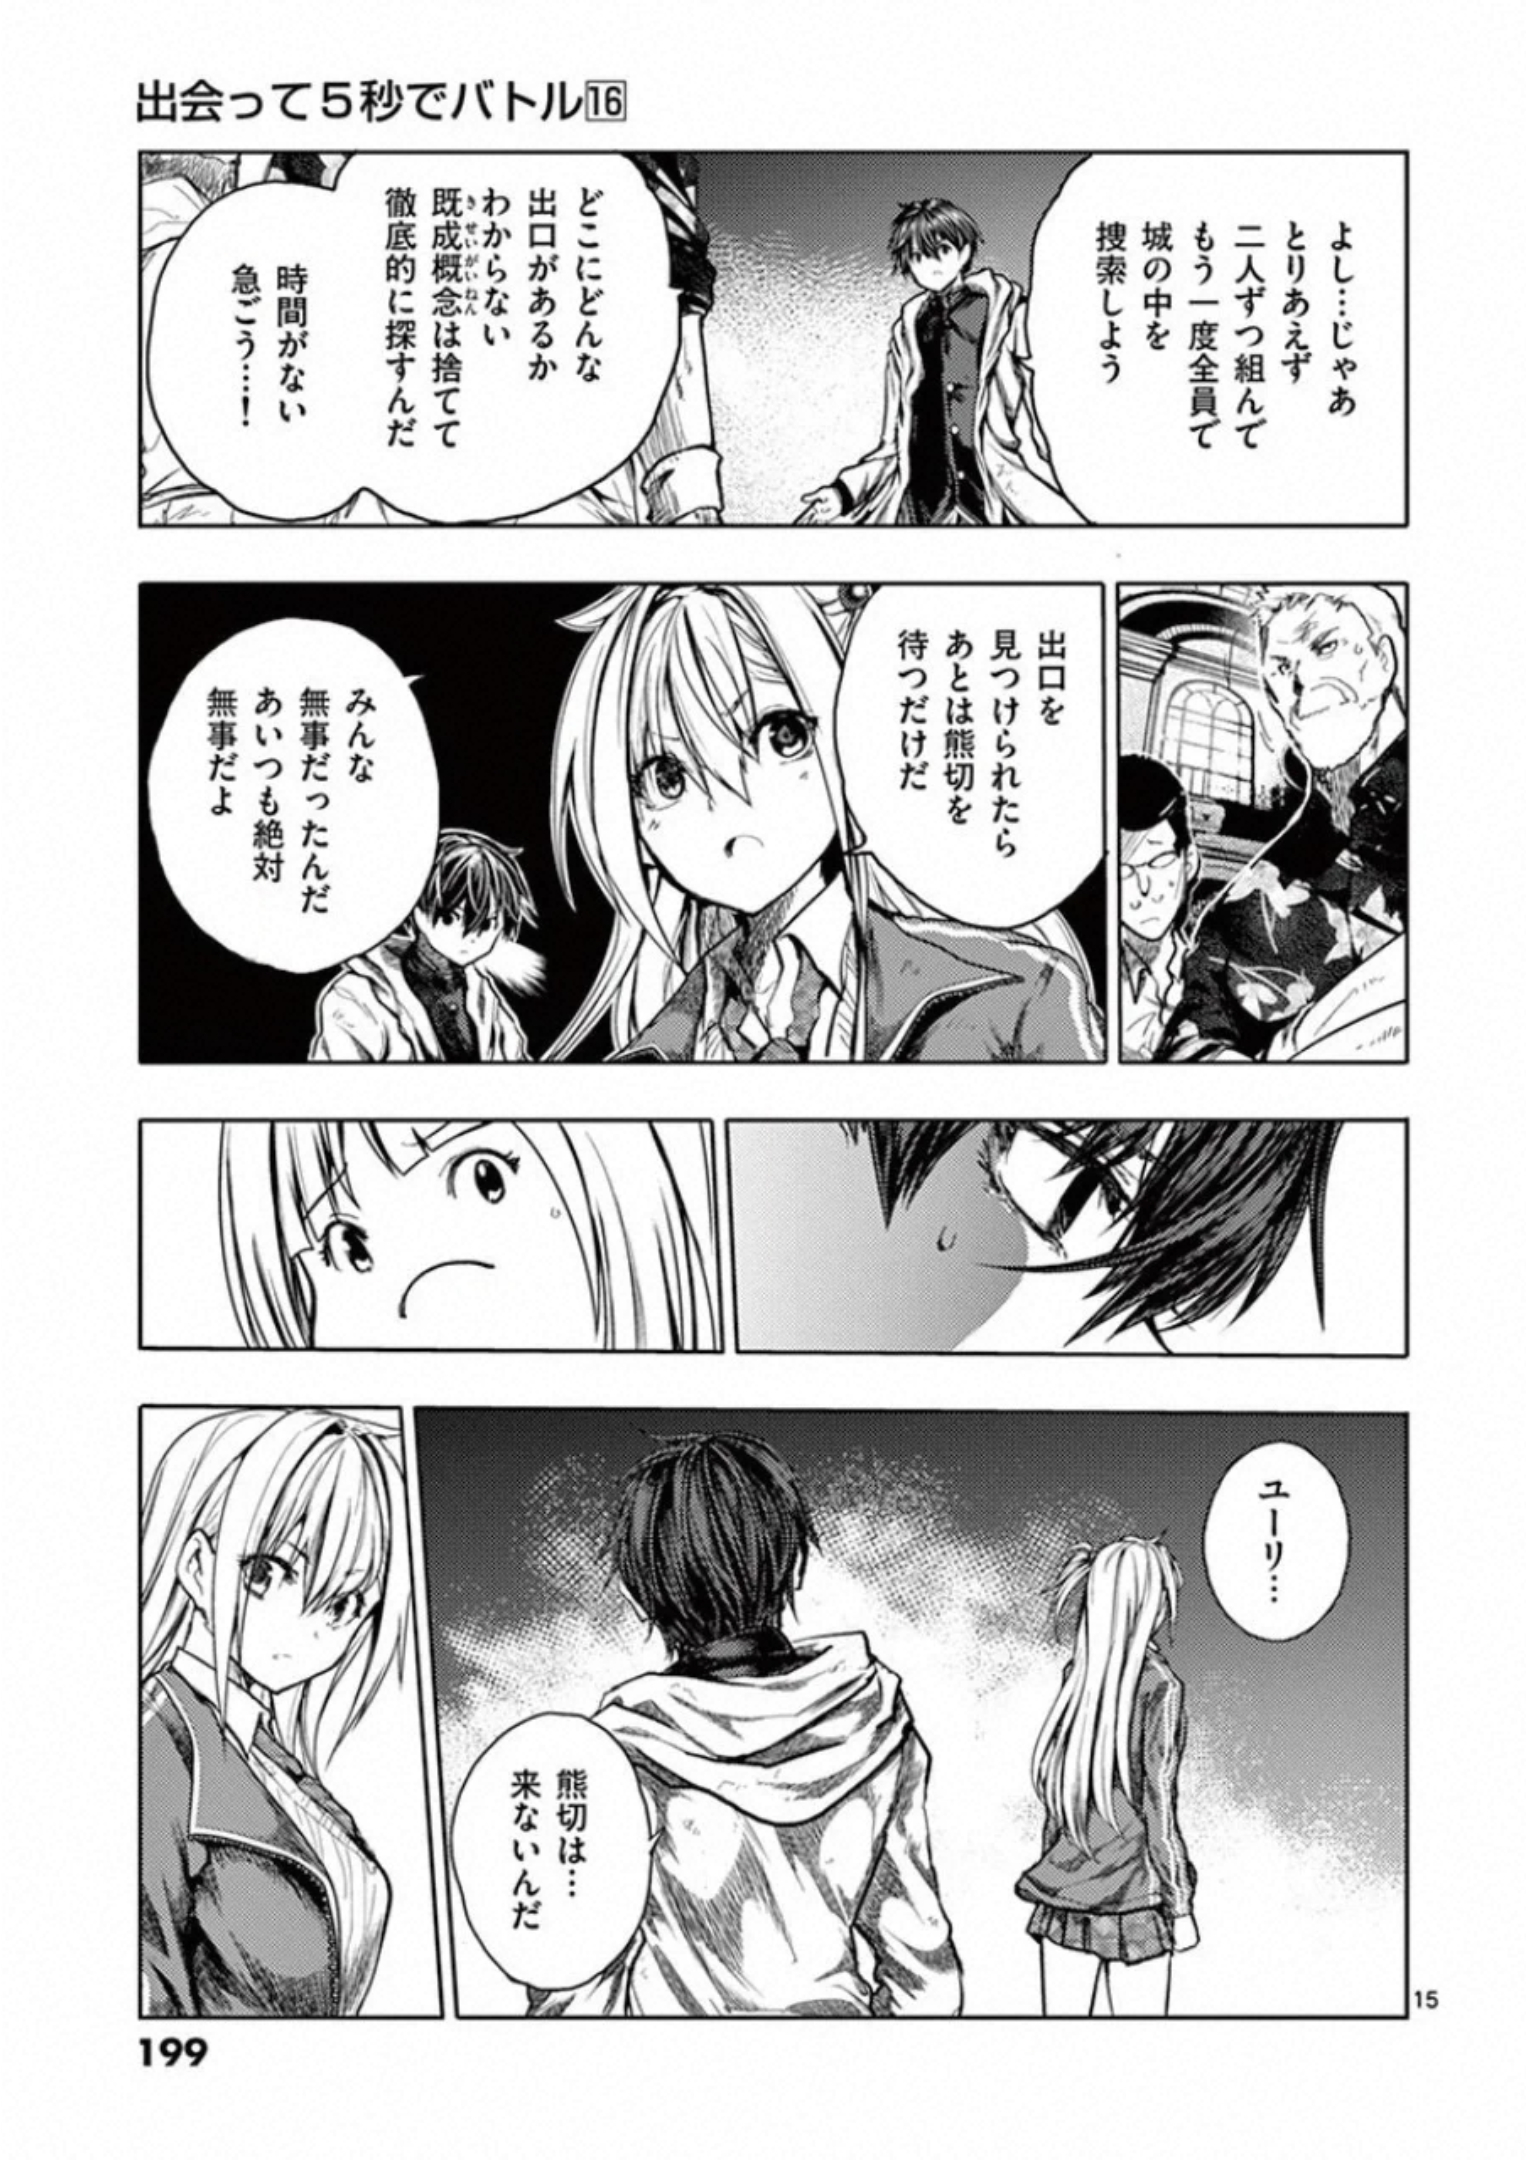 出会って5秒でバトル16
よし…じゃあ
とりあえず
二人ずつ組んで
もう一度全員で
城の中を
捜索しよう
どこにどんな
出口があるか
わからない
既成概念は捨てて
きせいがいねん
徹底的に探すんだ
時間がない
急ごう…！
出口を
見つけられたら
あとは熊切を
待つだけだ
みんな
無事だったんだ
あいつも絶対
無事だよ
ユーリ…
熊切は…
来ないんだ
15
199